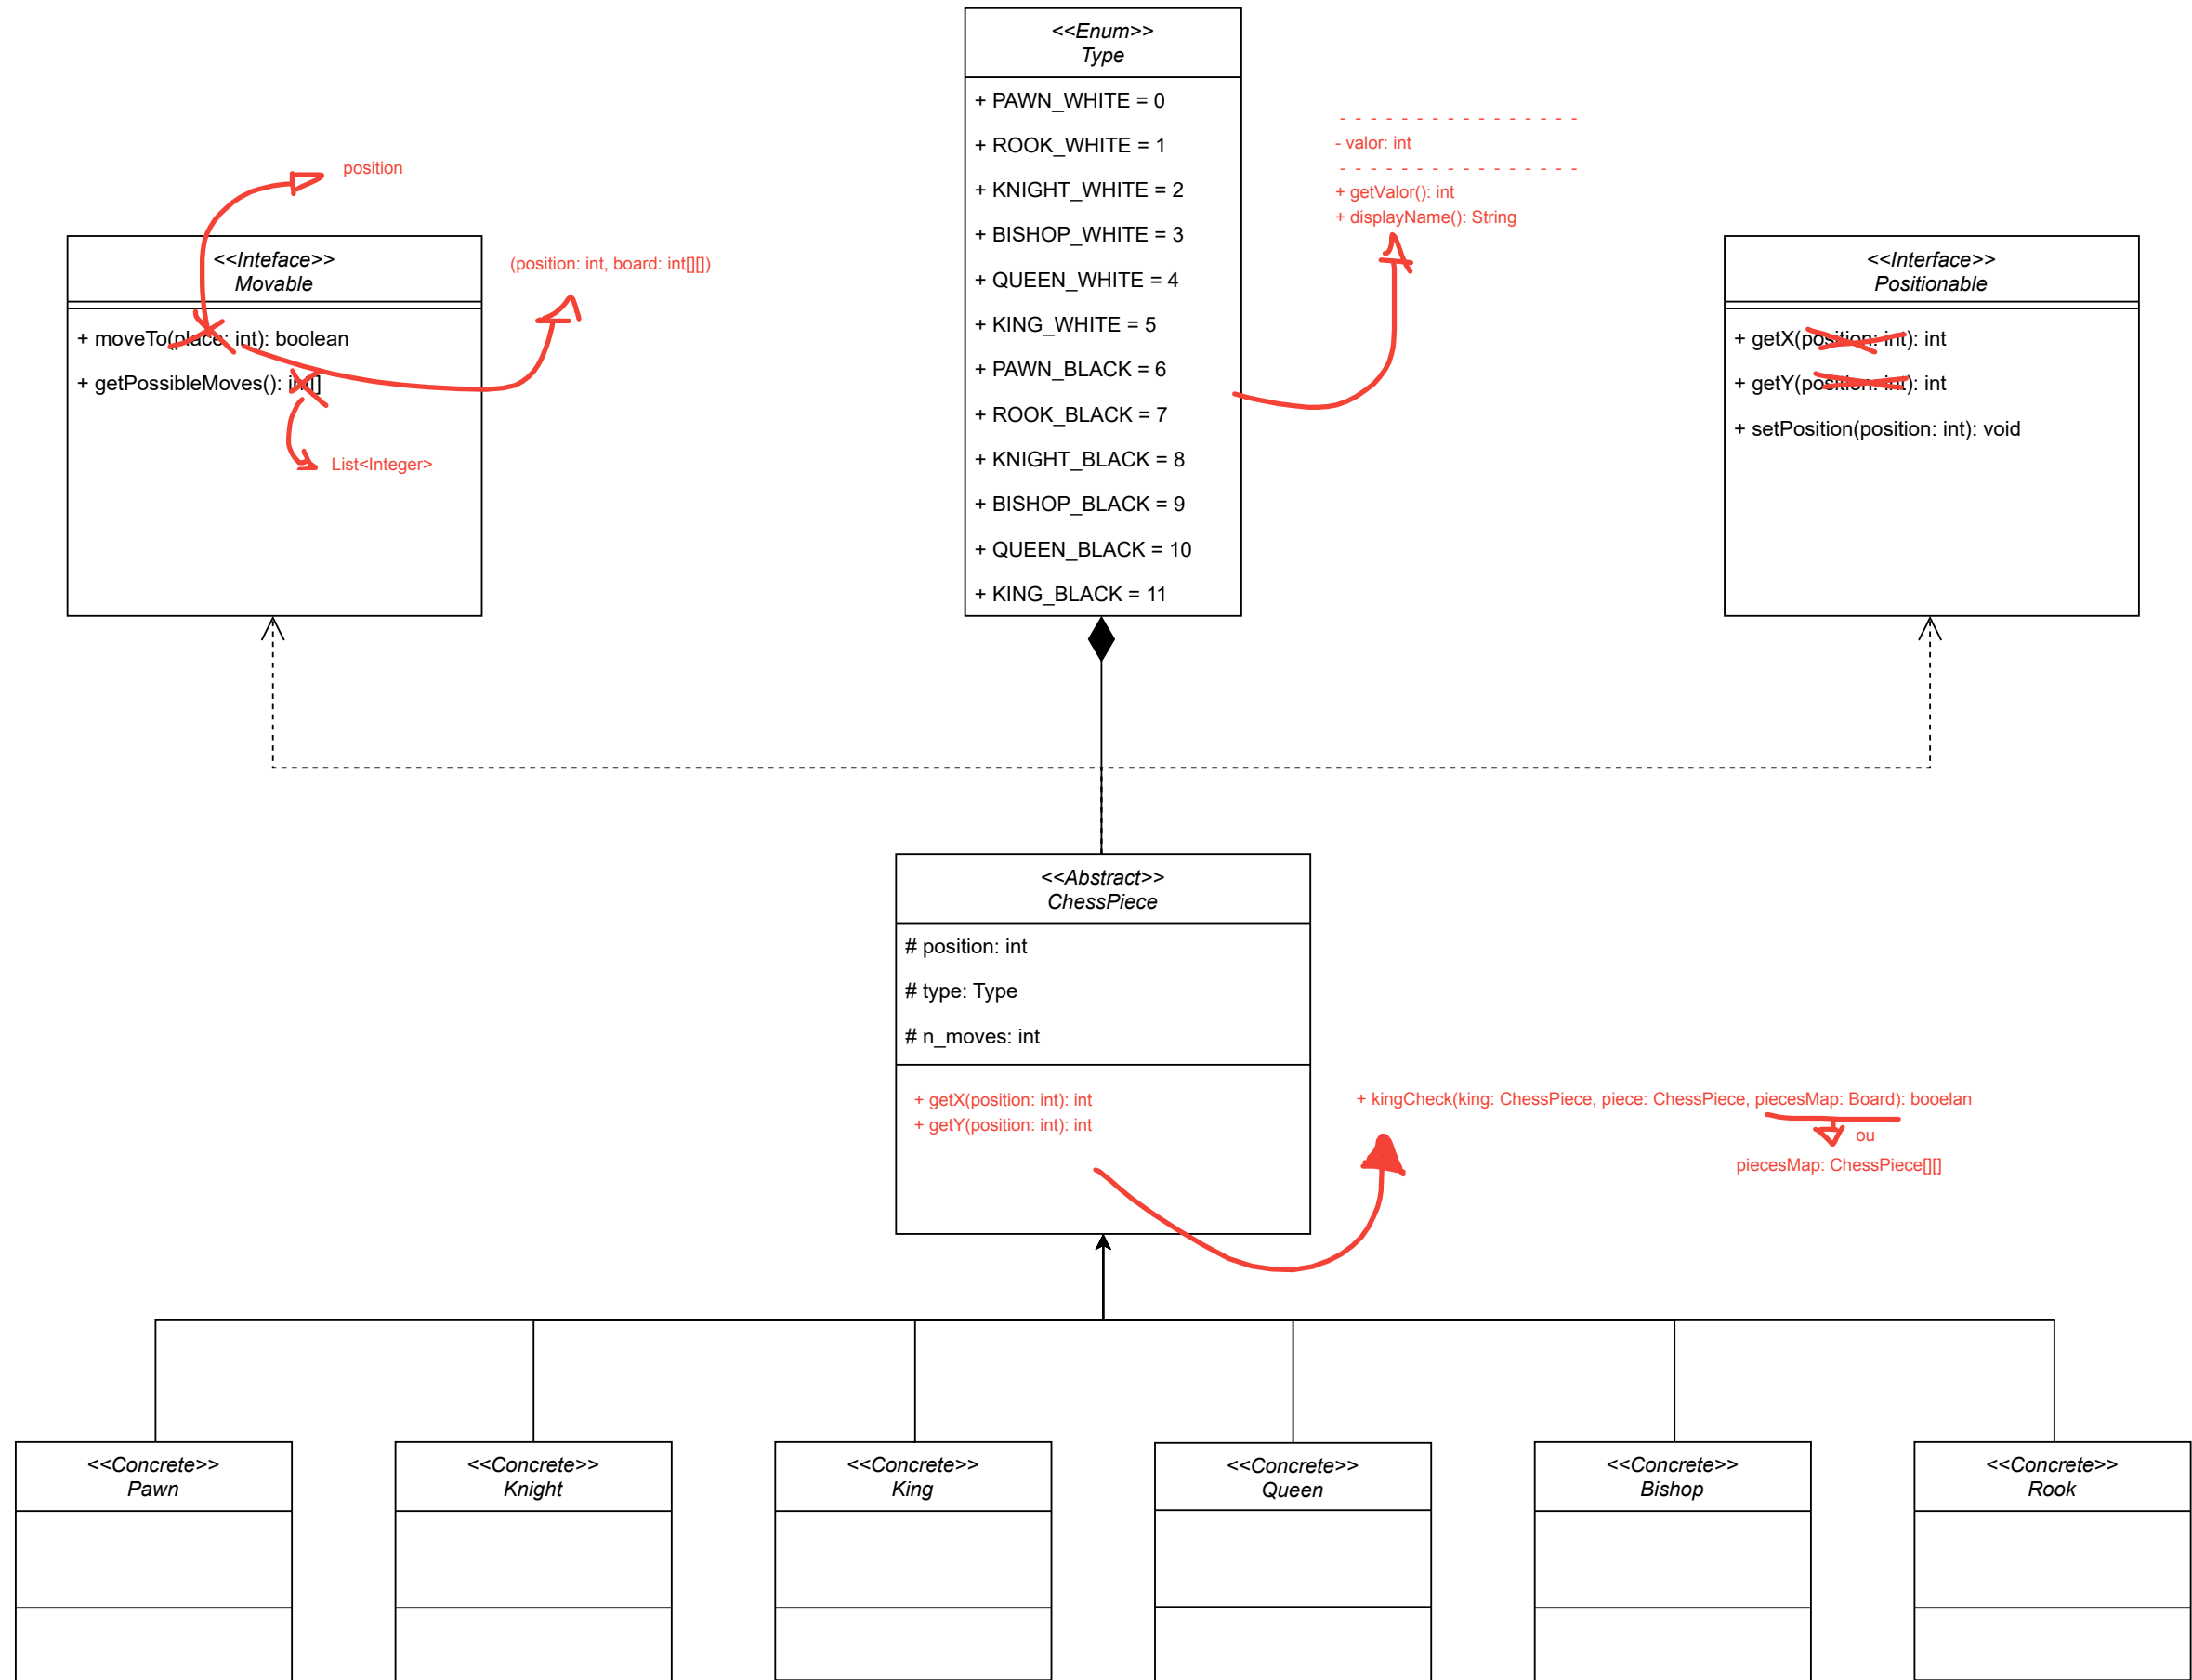 <<Enum>>
Type
+ PAWN_WHITE = 0
+ ROOK_WHITE = 1
+ KNIGHT_WHITE = 2
+ BISHOP_WHITE = 3
+ QUEEN_WHITE = 4
+ KING_WHITE = 5
+ PAWN_BLACK = 6
+ ROOK_BLACK = 7
+ KNIGHT_BLACK = 8
+ BISHOP_BLACK = 9
+ QUEEN_BLACK = 10
+ KING_BLACK = 11
- - - - - - - - - - - - - - - -
- valor: int
- - - - - - - - - - - - - - - -
+ getValor(): int
+ displayName(): String
position
<<Inteface>>
Movable
+ moveTo(place: int): boolean
+ getPossibleMoves(): int[]
(position: int, board: int[][])
List<Integer>
<<Interface>>
Positionable
+ getX(position: int): int
+ getY(position: int): int
+ setPosition(position: int): void
<<Abstract>>
ChessPiece
# position: int
# type: Type
# n_moves: int
+ getX(position: int): int
+ getY(position: int): int
+ kingCheck(king: ChessPiece, piece: ChessPiece, piecesMap: Board): booelan
ou
piecesMap: ChessPiece[][]
<<Concrete>>
Pawn
<<Concrete>>
Knight
<<Concrete>>
King
<<Concrete>>
Queen
<<Concrete>>
Bishop
<<Concrete>>
Rook